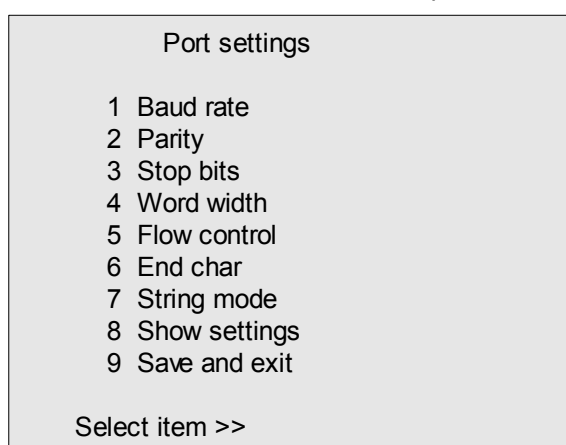 Port settings
1 Baud rate
2 Parity
3 Stop bits
4 Word width
5 Flow control
6 End char
7 String mode
8 Show settings
9 Save and exit
Select item >>